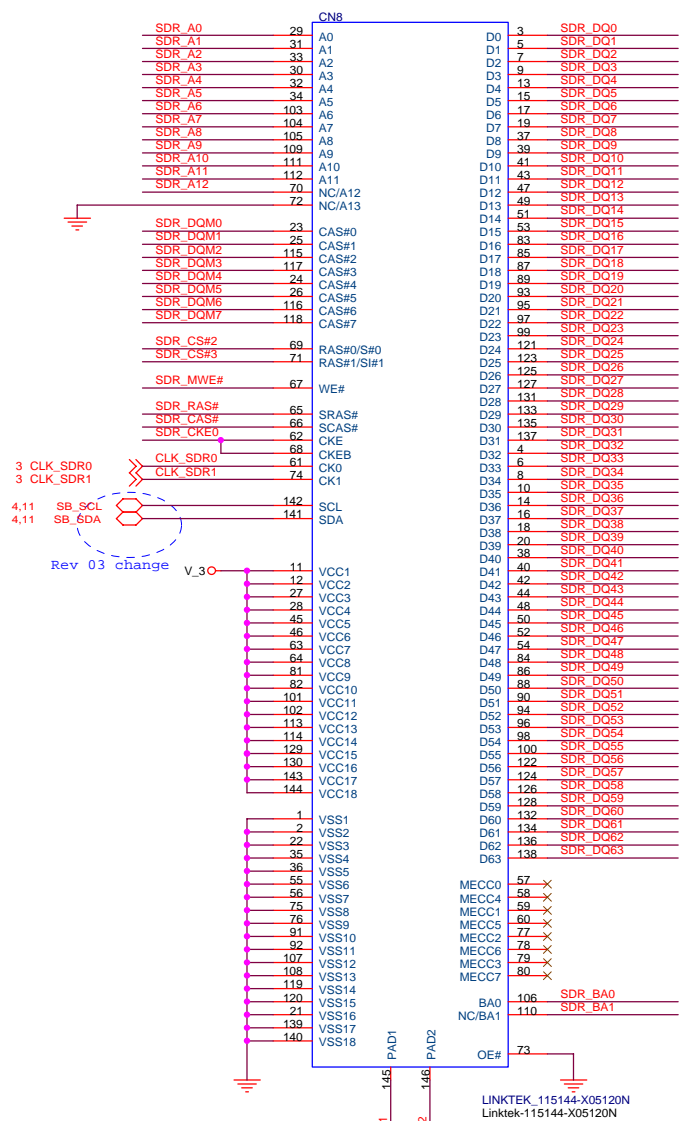 CN8
SDR_A0 29 A0 D0 3 SDR_DQ0
SDR_A1 31 A1 D1 5 SDR_DQ1
SDR_A2 33 A2 D2 7 SDR_DQ2
SDR_A3 30 A3 D3 9 SDR_DQ3
SDR_A4 32 A4 D4 13 SDR_DQ4
SDR_A5 34 A5 D5 15 SDR_DQ5
SDR_A6 103 A6 D6 17 SDR_DQ6
SDR_A7 104 A7 D7 19 SDR_DQ7
SDR_A8 105 A8 D8 37 SDR_DQ8
SDR_A9 109 A9 D9 39 SDR_DQ9
SDR_A10 111 A10 D10 41 SDR_DQ10
SDR_A11 112 A11 D11 43 SDR_DQ11
SDR_A12 70 NC/A12 D12 47 SDR_DQ12
72 NC/A13 D13 49 SDR_DQ13
D14 51 SDR_DQ14
SDR_DQM0 23 CAS#0 D15 53 SDR_DQ15
SDR_DQM1 25 CAS#1 D16 83 SDR_DQ16
SDR_DQM2 115 CAS#2 D17 85 SDR_DQ17
SDR_DQM3 117 CAS#3 D18 87 SDR_DQ18
SDR_DQM4 24 CAS#4 D19 89 SDR_DQ19
SDR_DQM5 26 CAS#5 D20 93 SDR_DQ20
SDR_DQM6 116 CAS#6 D21 95 SDR_DQ21
SDR_DQM7 118 CAS#7 D22 97 SDR_DQ22
D23 99 SDR_DQ23
SDR_CS#2 69 RAS#0/S#0 D24 121 SDR_DQ24
SDR_CS#3 71 RAS#1/SI#1 D25 123 SDR_DQ25
D26 125 SDR_DQ26
SDR_MWE# 67 WE# D27 127 SDR_DQ27
D28 131 SDR_DQ28
SDR_RAS# 65 SRAS# D29 133 SDR_DQ29
SDR_CAS# 66 SCAS# D30 135 SDR_DQ30
SDR_CKE0 62 CKE D31 137 SDR_DQ31
68 CKEB D32 4 SDR_DQ32
3 CLK_SDR0 CLK_SDR0 61 CK0 D33 6 SDR_DQ33
3 CLK_SDR1 CLK_SDR1 74 CK1 D34 8 SDR_DQ34
D35 10 SDR_DQ35
4,11 SB_SCL 142 SCL D36 14 SDR_DQ36
4,11 SB_SDA 141 SDA D37 16 SDR_DQ37
D38 18 SDR_DQ38
D39 20 SDR_DQ39
Rev 03 change D40 38 SDR_DQ40
V_3 11 VCC1 D41 40 SDR_DQ41
12 VCC2 D42 42 SDR_DQ42
27 VCC3 D43 44 SDR_DQ43
28 VCC4 D44 48 SDR_DQ44
45 VCC5 D45 50 SDR_DQ45
46 VCC6 D46 52 SDR_DQ46
63 VCC7 D47 54 SDR_DQ47
64 VCC8 D48 84 SDR_DQ48
81 VCC9 D49 86 SDR_DQ49
82 VCC10 D50 88 SDR_DQ50
101 VCC11 D51 90 SDR_DQ51
102 VCC12 D52 94 SDR_DQ52
113 VCC13 D53 96 SDR_DQ53
114 VCC14 D54 98 SDR_DQ54
129 VCC15 D55 100 SDR_DQ55
130 VCC16 D56 122 SDR_DQ56
143 VCC17 D57 124 SDR_DQ57
144 VCC18 D58 126 SDR_DQ58
D59 128 SDR_DQ59
1 VSS1 D60 132 SDR_DQ60
2 VSS2 D61 134 SDR_DQ61
22 VSS3 D62 136 SDR_DQ62
35 VSS4 D63 138 SDR_DQ63
36 VSS5
55 VSS6 MECC0 57
56 VSS7 MECC4 58
75 VSS8 MECC1 59
76 VSS9 MECC5 60
91 VSS10 MECC2 77
92 VSS11 MECC6 78
107 VSS12 MECC3 79
108 VSS13 MECC7 80
119 VSS14
120 VSS15 BA0 106 SDR_BA0
21 VSS16 NC/BA1 110 SDR_BA1
139 VSS17
140 VSS18
PAD1 PAD2 OE# 73
145 146
1 2
LINKTEK_115144-X05120N
Linktek-115144-X05120N